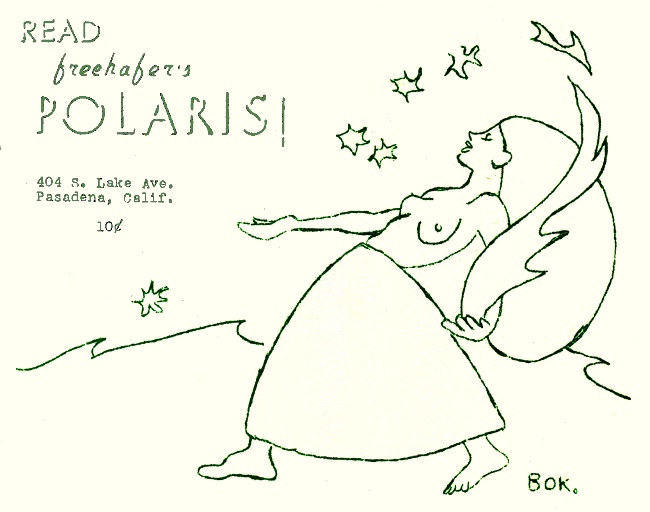 READ
freehafer's
POLARIS!
404 S. Lake Ave.
Pasadena, Calif.
10¢
BOK.